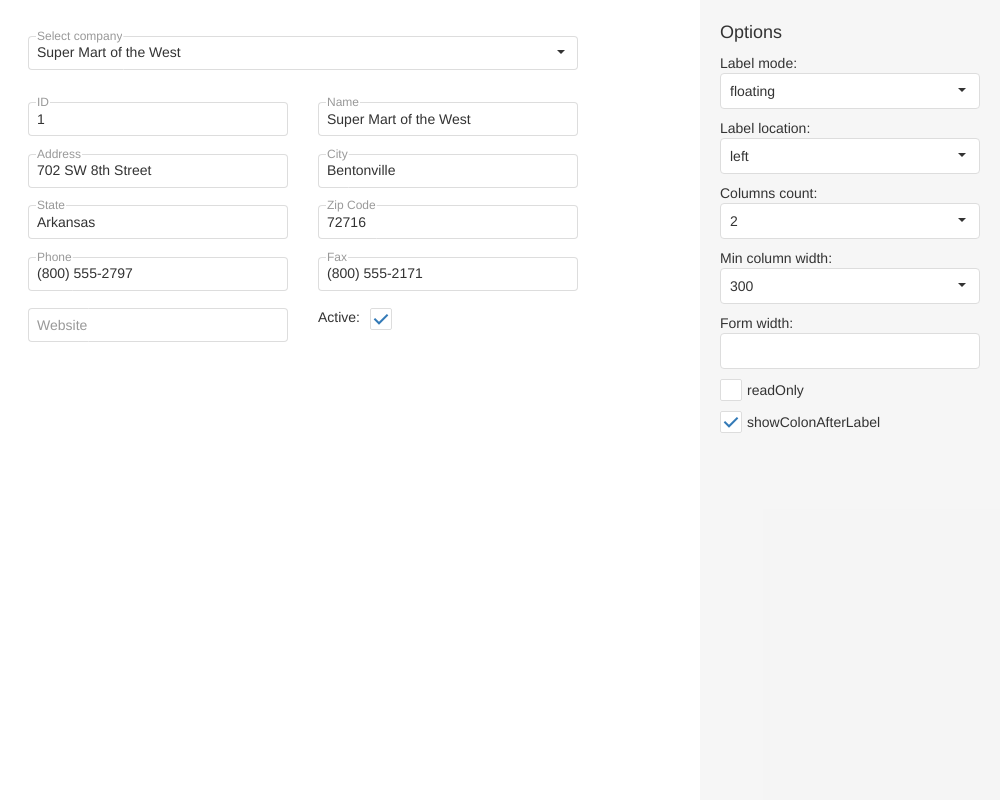 Select company
Super Mart of the West
ID
1
Name
Super Mart of the West
Address
702 SW 8th Street
City
Bentonville
State
Arkansas
Zip Code
72716
Phone
(800) 555-2797
Fax
(800) 555-2171
Website
Active:
Options
Label mode:
floating
Label location:
left
Columns count:
2
Min column width:
300
Form width:
readOnly
showColonAfterLabel